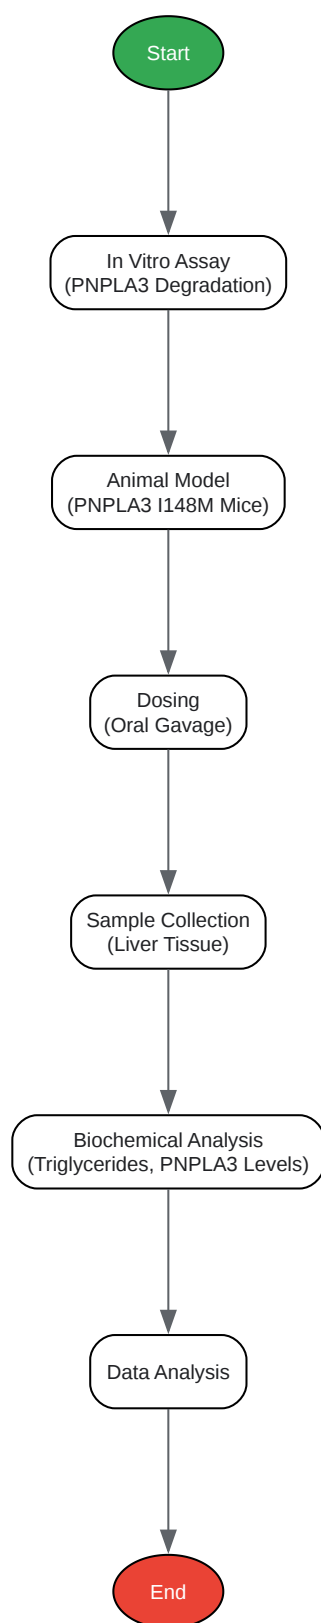 Start
In Vitro Assay
(PNPLA3 Degradation)
Animal Model
(PNPLA3 I148M Mice)
Dosing
(Oral Gavage)
Sample Collection
(Liver Tissue)
Biochemical Analysis
(Triglycerides, PNPLA3 Levels)
Data Analysis
End